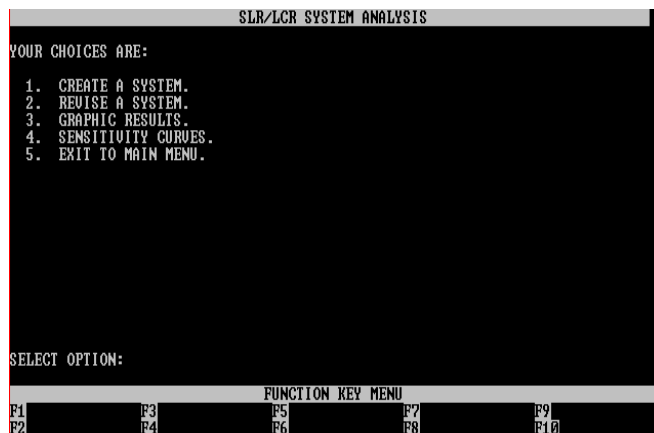 SLR/LCR SYSTEM ANALYSIS
YOUR CHOICES ARE:
1. CREATE A SYSTEM.
2. REVISE A SYSTEM.
3. GRAPHIC RESULTS.
4. SENSITIVITY CURVES.
5. EXIT TO MAIN MENU.
SELECT OPTION:
FUNCTION KEY MENU
F1 F3 F5 F7 F9
F2 F4 F6 F8 F10